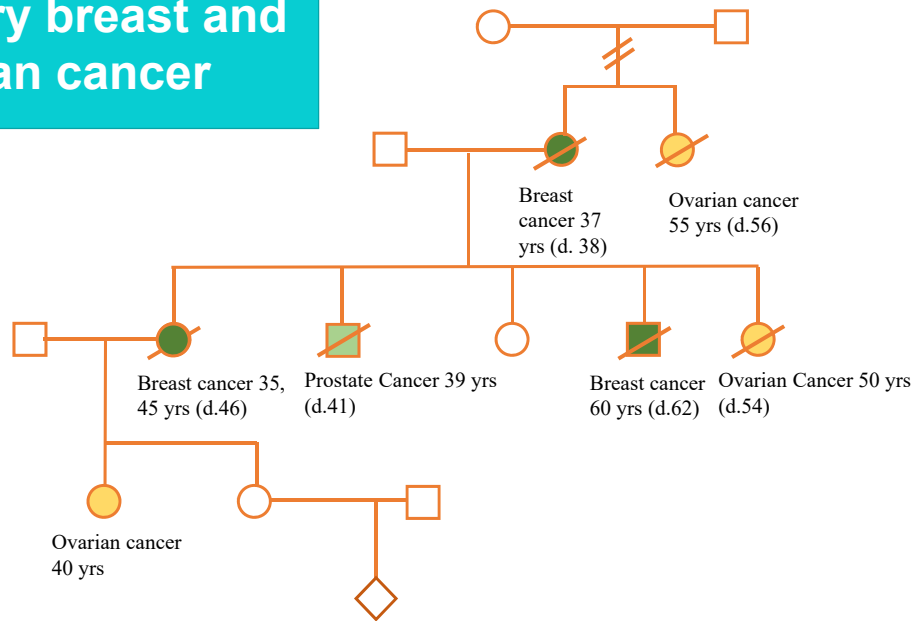 breast and
cancer
Breast
cancer 37
yrs (d. 38)
Ovarian cancer
55 yrs (d.56)
Breast cancer 35,
45 yrs (d.46)
Prostate Cancer 39 yrs
(d.41)
Breast cancer
60 yrs (d.62)
Ovarian Cancer 50 yrs
(d.54)
Ovarian cancer
40 yrs